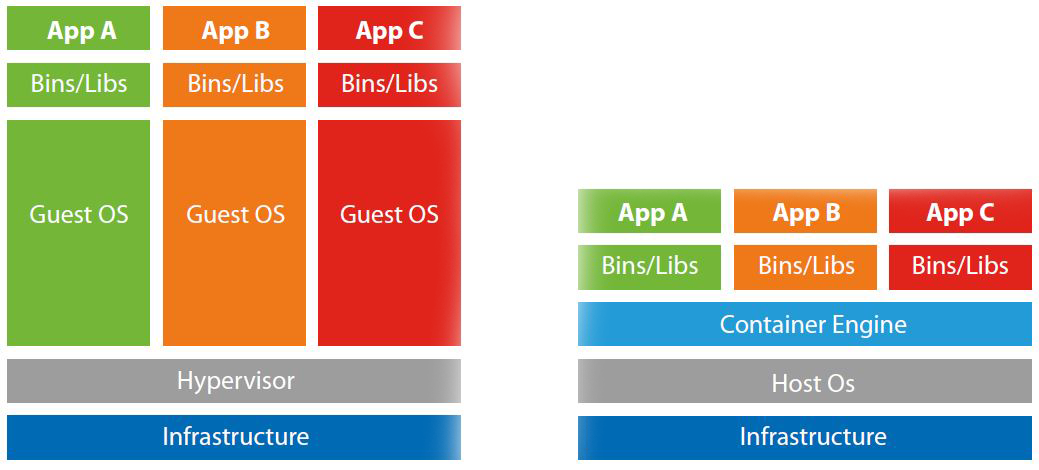 App A
App B
App C
Bins/Libs
Bins/Libs
Bins/Libs
Guest OS
Guest OS
Guest OS
Hypervisor
Infrastructure
App A
App B
App C
Bins/Libs
Bins/Libs
Bins/Libs
Container Engine
Host Os
Infrastructure